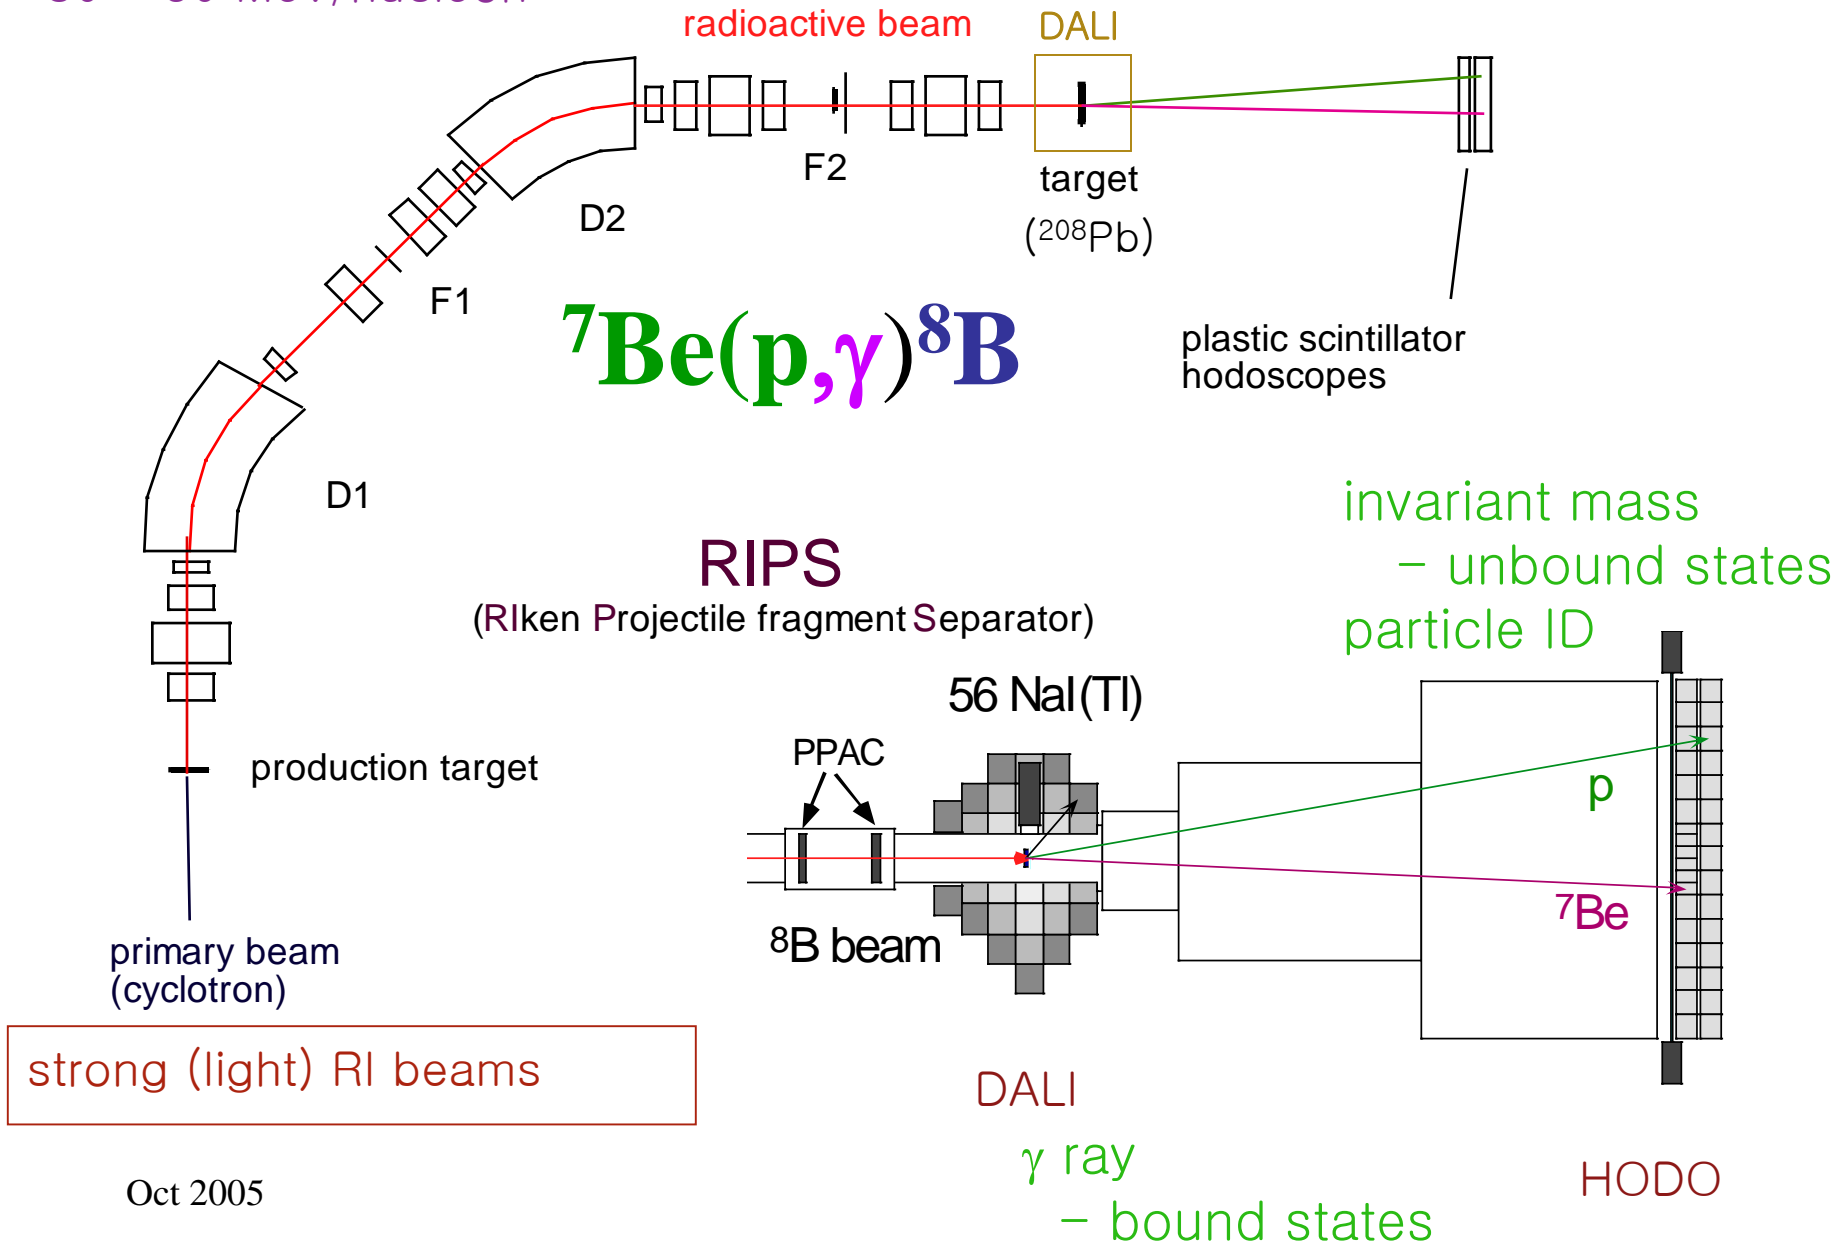 MeV/nucleon
radioactive beam
DALI
F2
target
(²⁰⁸Pb)
D2
F1
⁷Be(p,γ)⁸B
plastic scintillator
hodoscopes
D1
invariant mass
– unbound states
particle ID
RIPS
(RIken Projectile fragment Separator)
56 NaI(Tl)
PPAC
production target
p
⁷Be
⁸B beam
primary beam
(cyclotron)
strong (light) RI beams
DALI
γ ray
– bound states
HODO
Oct 2005